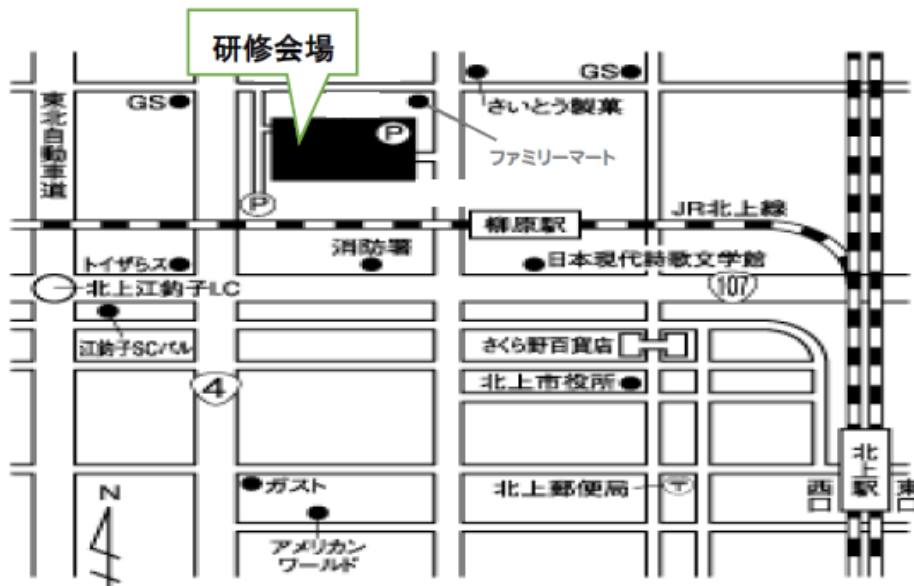 研修会場
GS
GS
さいとう製菓
P
ファミリーマート
東北自動車道
P
JR北上線
柳原駅
消防署
トイザらス
日本現代詩歌文学館
北上江釣子I.C
107
江釣子SCパル
さくら野百貨店
4
北上市役所
北上駅
N
ガスト
北上郵便局
〒
西口
東口
アメリカン
ワールド